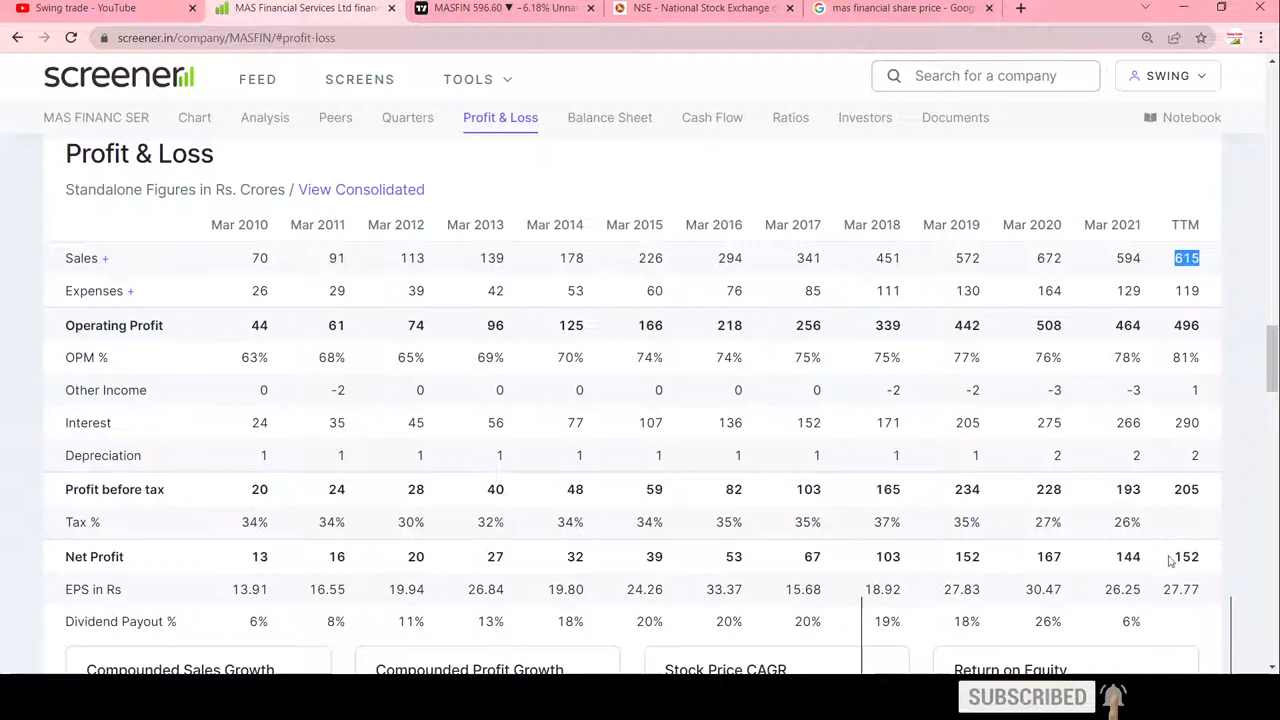 Swing trade - YouTube
MAS Financial Services Ltd finan
MASFIN 596.60 ▼ −6.18% Unna
NSE - National Stock Exchange o
mas financial share price - Goog
screener.in/company/MASFIN/#profit-loss
screener
FEED
SCREENS
TOOLS
Search for a company
SWING
MAS FINANC SER Chart Analysis Peers Quarters Profit & Loss Balance Sheet Cash Flow Ratios Investors Documents Notebook
Profit & Loss
Standalone Figures in Rs. Crores / View Consolidated
Mar 2010 Mar 2011 Mar 2012 Mar 2013 Mar 2014 Mar 2015 Mar 2016 Mar 2017 Mar 2018 Mar 2019 Mar 2020 Mar 2021 TTM
Sales + 70 91 113 139 178 226 294 341 451 572 672 594 615
Expenses + 26 29 39 42 53 60 76 85 111 130 164 129 119
Operating Profit 44 61 74 96 125 166 218 256 339 442 508 464 496
OPM % 63% 68% 65% 69% 70% 74% 74% 75% 75% 77% 76% 78% 81%
Other Income 0 -2 0 0 0 0 0 0 -2 -2 -3 -3 1
Interest 24 35 45 56 77 107 136 152 171 205 275 266 290
Depreciation 1 1 1 1 1 1 1 1 1 1 2 2 2
Profit before tax 20 24 28 40 48 59 82 103 165 234 228 193 205
Tax % 34% 34% 30% 32% 34% 34% 35% 35% 37% 35% 27% 26%
Net Profit 13 16 20 27 32 39 53 67 103 152 167 144 152
EPS in Rs 13.91 16.55 19.94 26.84 19.80 24.26 33.37 15.68 18.92 27.83 30.47 26.25 27.77
Dividend Payout % 6% 8% 11% 13% 18% 20% 20% 20% 19% 18% 26% 6%
Compounded Sales Growth
Compounded Profit Growth
Stock Price CAGR
Return on Equity
SUBSCRIBED